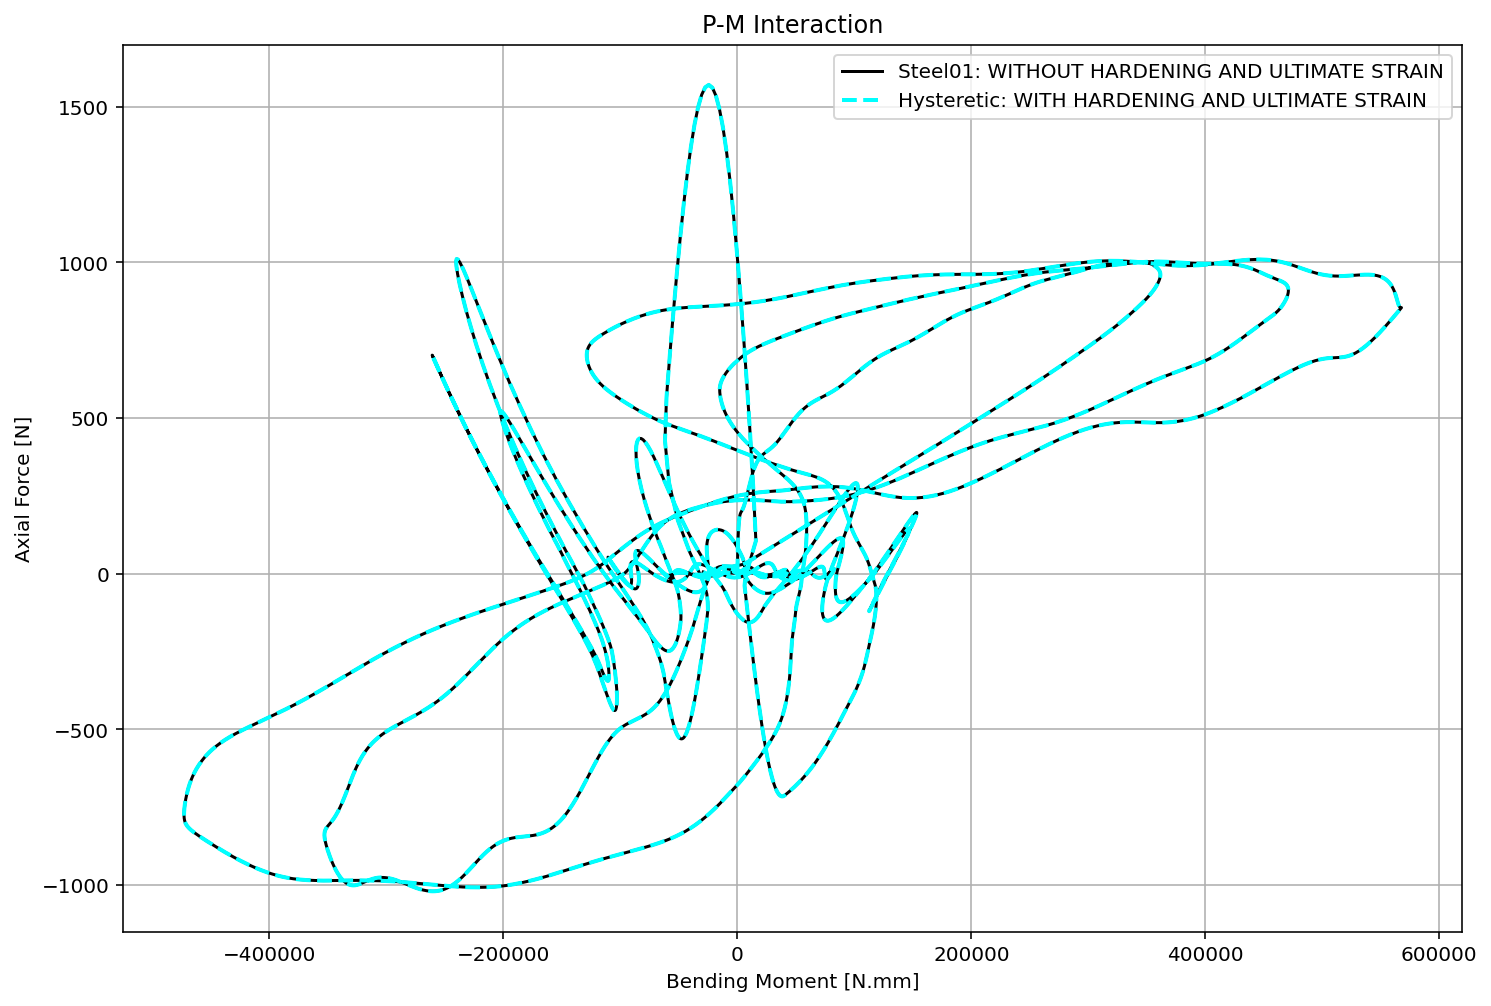 P-M Interaction
Steel01: WITHOUT HARDENING AND ULTIMATE STRAIN
Hysteretic: WITH HARDENING AND ULTIMATE STRAIN
Axial Force [N]
1500
1000
500
0
−500
−1000
−400000
−200000
0
200000
400000
600000
Bending Moment [N.mm]